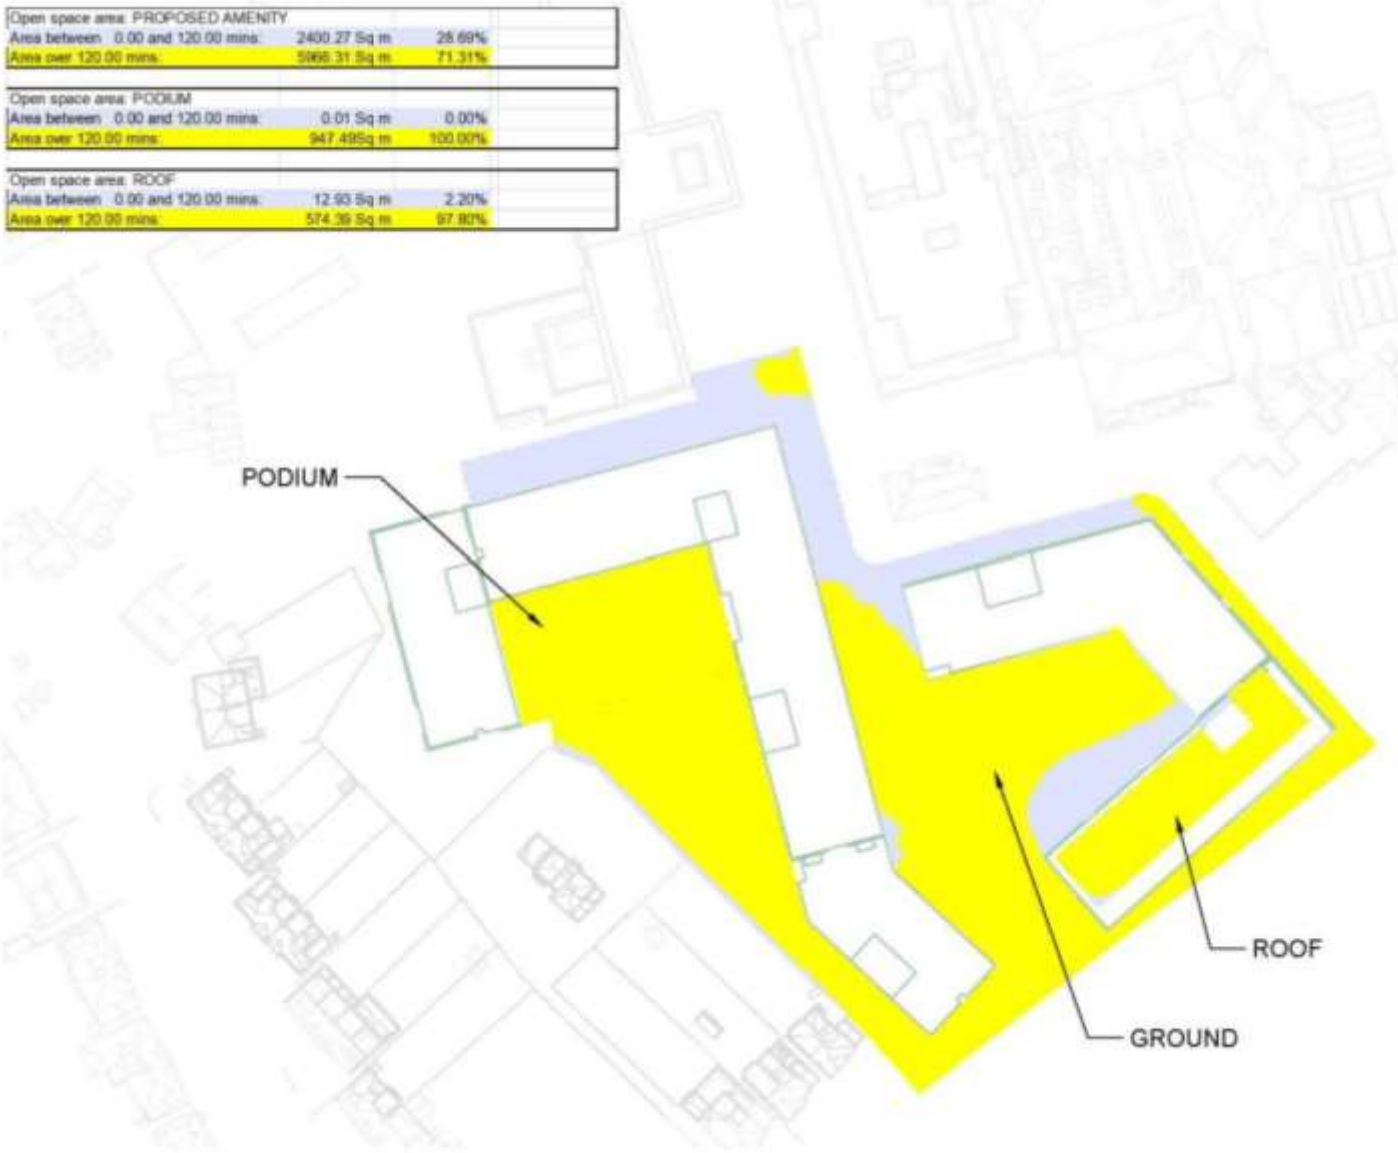 Open space area: PROPOSED AMENITY
Area between 0.00 and 120.00 mins: 2400.27 Sq m 28.69%
Area over 120.00 mins: 5966.31 Sq m 71.31%
Open space area: PODIUM
Area between 0.00 and 120.00 mins: 0.01 Sq m 0.00%
Area over 120.00 mins: 947.49Sq m 100.00%
Open space area: ROOF
Area between 0.00 and 120.00 mins: 12.93 Sq m 2.20%
Area over 120.00 mins: 574.39 Sq m 97.80%
PODIUM
ROOF
GROUND